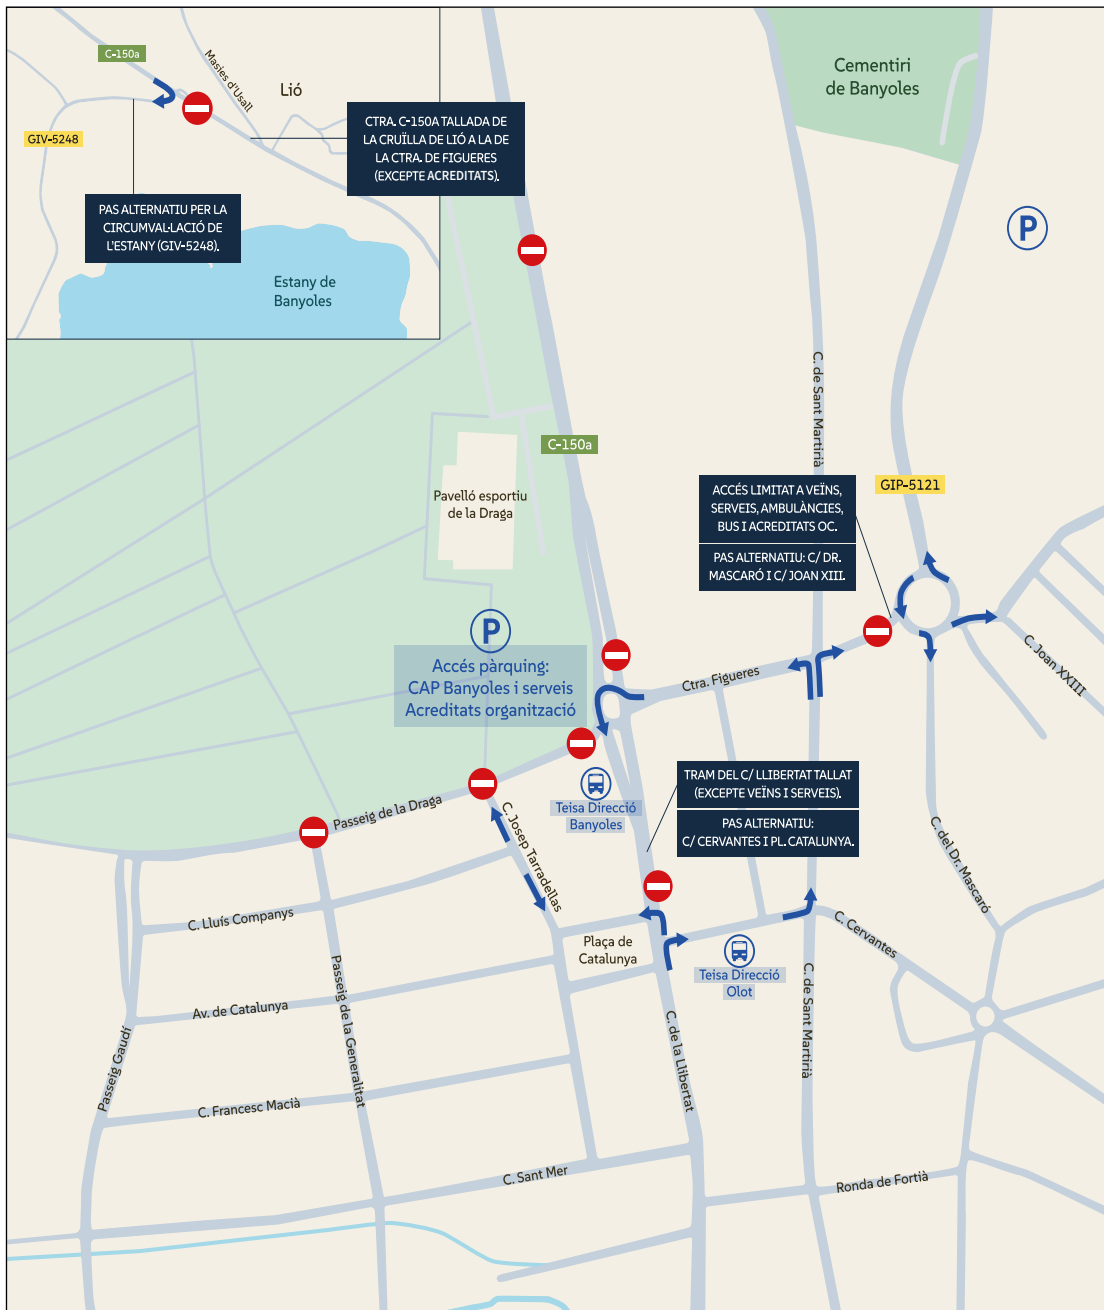 C-150a
Masies d'Usall
Lió
GIV-5248
CTRA. C-150A TALLADA DE
LA CRUÏLLA DE LIÓ A LA DE
LA CTRA. DE FIGUERES
(EXCEPTE ACREDITATS).
PAS ALTERNATIU PER LA
CIRCUMVAL·LACIÓ DE
L'ESTANY (GIV-5248).
Estany de
Banyoles
Cementiri
de Banyoles
P
C. de Sant Martirià
C-150a
Pavelló esportiu
de la Draga
ACCÉS LIMITAT A VEÏNS,
SERVEIS, AMBULÀNCIES,
BUS I ACREDITATS OC.
PAS ALTERNATIU: C/ DR.
MASCARÓ I C/ JOAN XIII.
GIP-5121
P
Accés pàrquing:
CAP Banyoles i serveis
Acreditats organització
Ctra. Figueres
C. Joan XXIII
Passeig de la Draga
Teisa Direcció
Banyoles
TRAM DEL C/ LLIBERTAT TALLAT
(EXCEPTE VEÏNS I SERVEIS).
PAS ALTERNATIU:
C/ CERVANTES I PL. CATALUNYA.
C. Josep Tarradellas
C. del Dr. Mascaró
C. Lluís Companys
Plaça de
Catalunya
Teisa Direcció
Olot
C. Cervantes
Av. de Catalunya
Passeig de la Generalitat
Passeig Gaudí
C. de la Llibertat
C. de Sant Martirià
C. Francesc Macià
C. Sant Mer
Ronda de Fortià